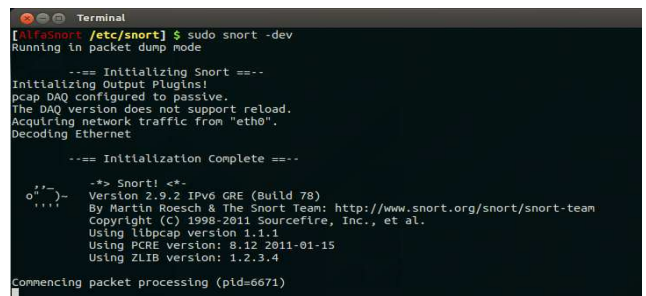 Terminal
[AlfaSnort /etc/snort] $ sudo snort -dev
Running in packet dump mode
--== Initializing Snort ==--
Initializing Output Plugins!
pcap DAQ configured to passive.
The DAQ version does not support reload.
Acquiring network traffic from "eth0".
Decoding Ethernet
--== Initialization Complete ==--
,,_     -*> Snort! <*-
o"  )~   Version 2.9.2 IPv6 GRE (Build 78)
''''    By Martin Roesch & The Snort Team: http://www.snort.org/snort/snort-team
Copyright (C) 1998-2011 Sourcefire, Inc., et al.
Using libpcap version 1.1.1
Using PCRE version: 8.12 2011-01-15
Using ZLIB version: 1.2.3.4
Commencing packet processing (pid=6671)